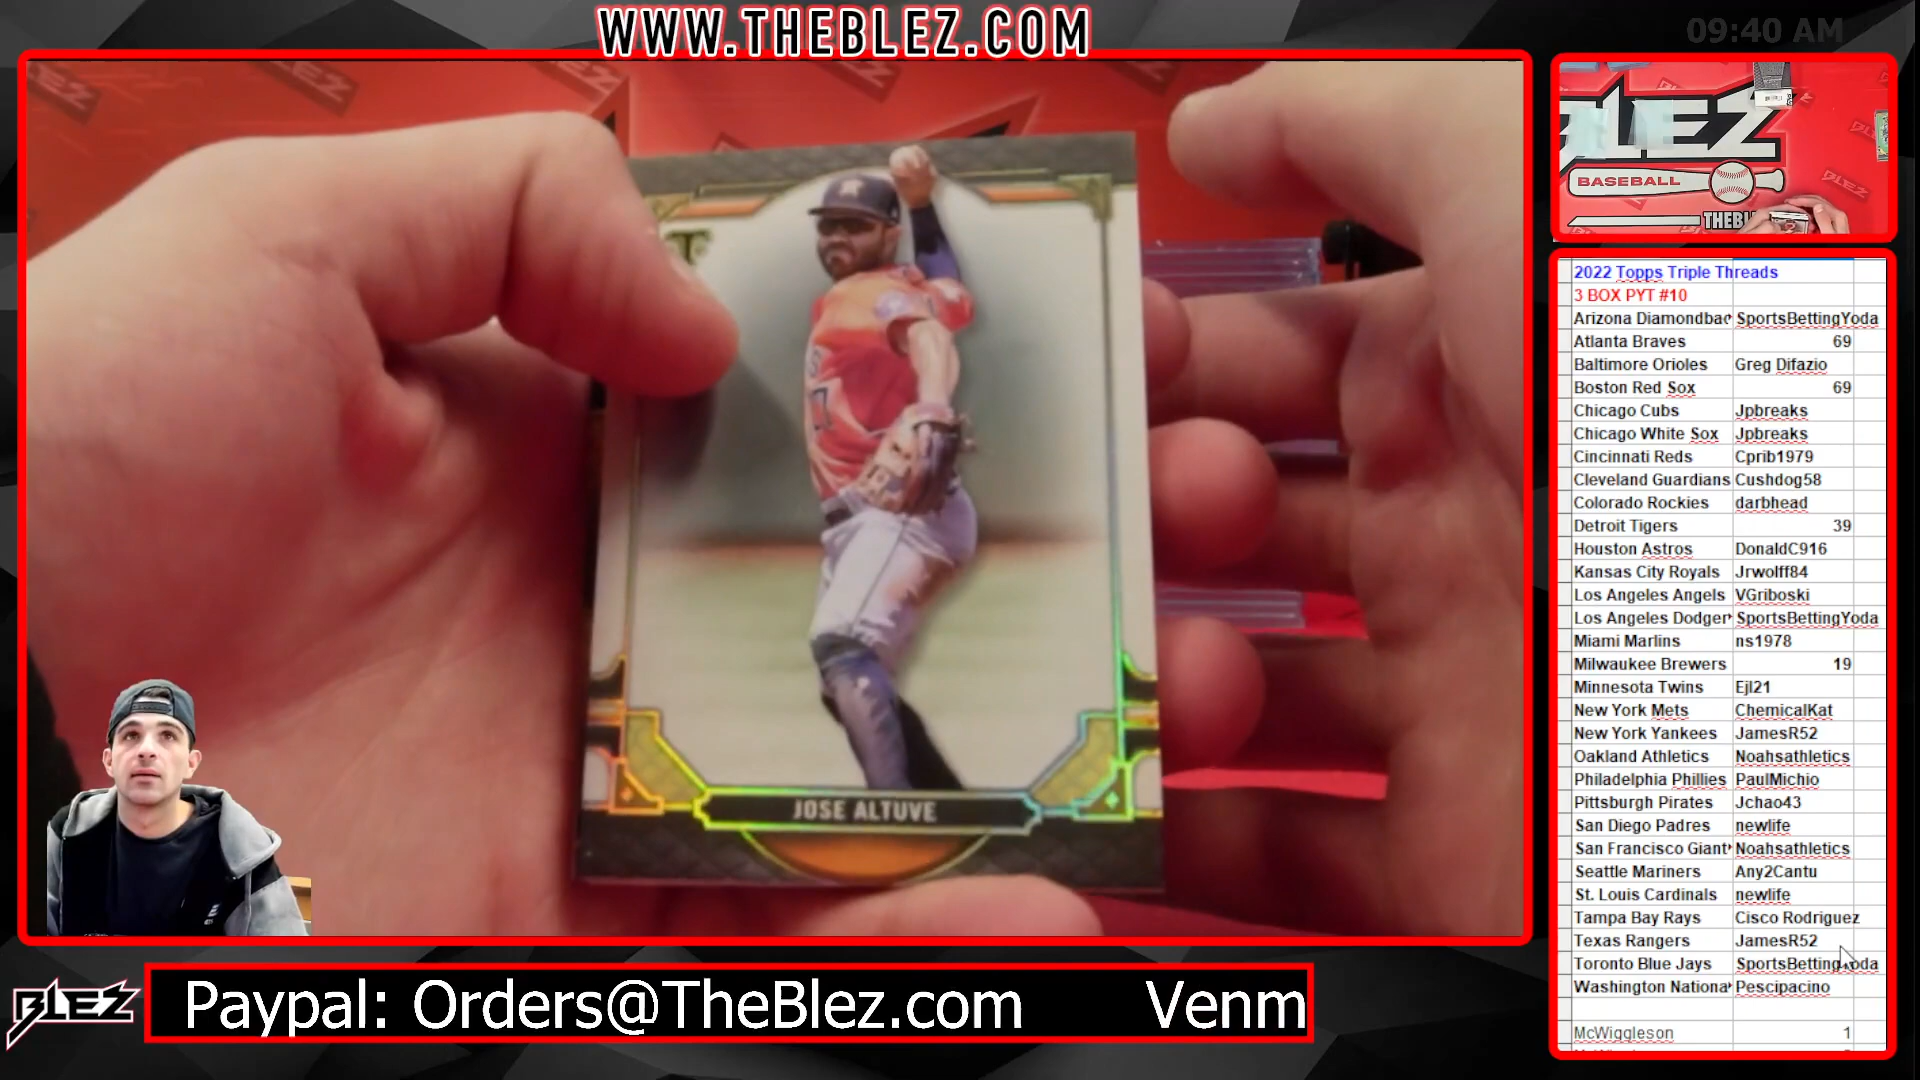 WWW.THEBLEZ.COM
09:40 AM
JOSE ALTUVE
BLEZ
BASEBALL
2022 Topps Triple Threads
3 BOX PYT #10
Arizona Diamondbac SportsBettingYoda
Atlanta Braves 69
Baltimore Orioles Greg Difazio
Boston Red Sox 69
Chicago Cubs Jpbreaks
Chicago White Sox Jpbreaks
Cincinnati Reds Cprib1979
Cleveland Guardians Cushdog58
Colorado Rockies darbhead
Detroit Tigers 39
Houston Astros DonaldC916
Kansas City Royals Jrwolff84
Los Angeles Angels VGriboski
Los Angeles Dodger SportsBettingYoda
Miami Marlins ns1978
Milwaukee Brewers 19
Minnesota Twins Ejl21
New York Mets ChemicalKat
New York Yankees JamesR52
Oakland Athletics Noahsathletics
Philadelphia Phillies PaulMichio
Pittsburgh Pirates Jchao43
San Diego Padres newlife
San Francisco Giant Noahsathletics
Seattle Mariners Any2Cantu
St. Louis Cardinals newlife
Tampa Bay Rays Cisco Rodriguez
Texas Rangers JamesR52
Toronto Blue Jays SportsBettingYoda
Washington Nationa Pescipacino
McWiggleson 1
BLEZ
Paypal: Orders@TheBlez.com Venm